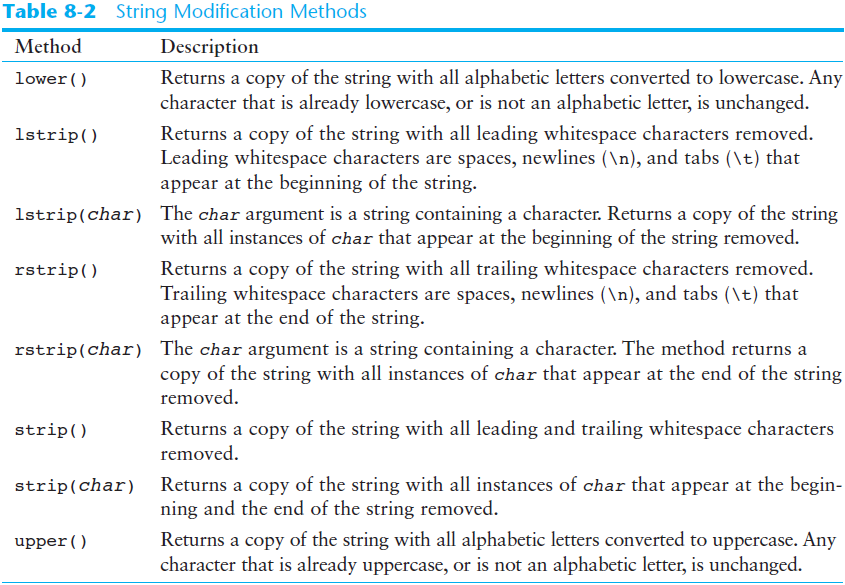 Table 8-2 String Modification Methods
Method Description
lower() Returns a copy of the string with all alphabetic letters converted to lowercase. Any
character that is already lowercase, or is not an alphabetic letter, is unchanged.
lstrip() Returns a copy of the string with all leading whitespace characters removed.
Leading whitespace characters are spaces, newlines (\n), and tabs (\t) that
appear at the beginning of the string.
lstrip(char) The char argument is a string containing a character. Returns a copy of the string
with all instances of char that appear at the beginning of the string removed.
rstrip() Returns a copy of the string with all trailing whitespace characters removed.
Trailing whitespace characters are spaces, newlines (\n), and tabs (\t) that
appear at the end of the string.
rstrip(char) The char argument is a string containing a character. The method returns a
copy of the string with all instances of char that appear at the end of the string
removed.
strip() Returns a copy of the string with all leading and trailing whitespace characters
removed.
strip(char) Returns a copy of the string with all instances of char that appear at the begin-
ning and the end of the string removed.
upper() Returns a copy of the string with all alphabetic letters converted to uppercase. Any
character that is already uppercase, or is not an alphabetic letter, is unchanged.